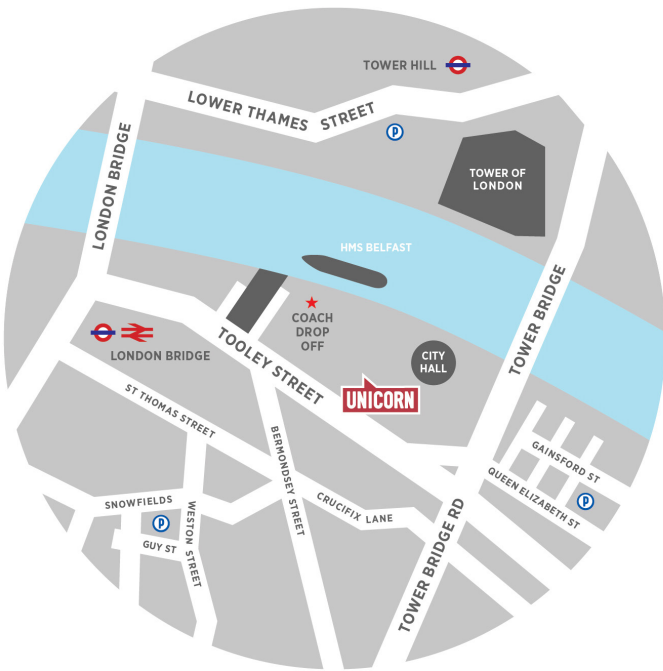 TOWER HILL
LOWER THAMES STREET
P
TOWER OF
LONDON
LONDON BRIDGE
HMS BELFAST
TOWER BRIDGE
COACH
DROP
OFF
LONDON BRIDGE
TOOLEY STREET
CITY
HALL
UNICORN
ST THOMAS STREET
BERMONDSEY STREET
GAINSFORD ST
QUEEN ELIZABETH ST
P
SNOWFIELDS
WESTON STREET
CRUCIFIX LANE
P
GUY ST
TOWER BRIDGE RD